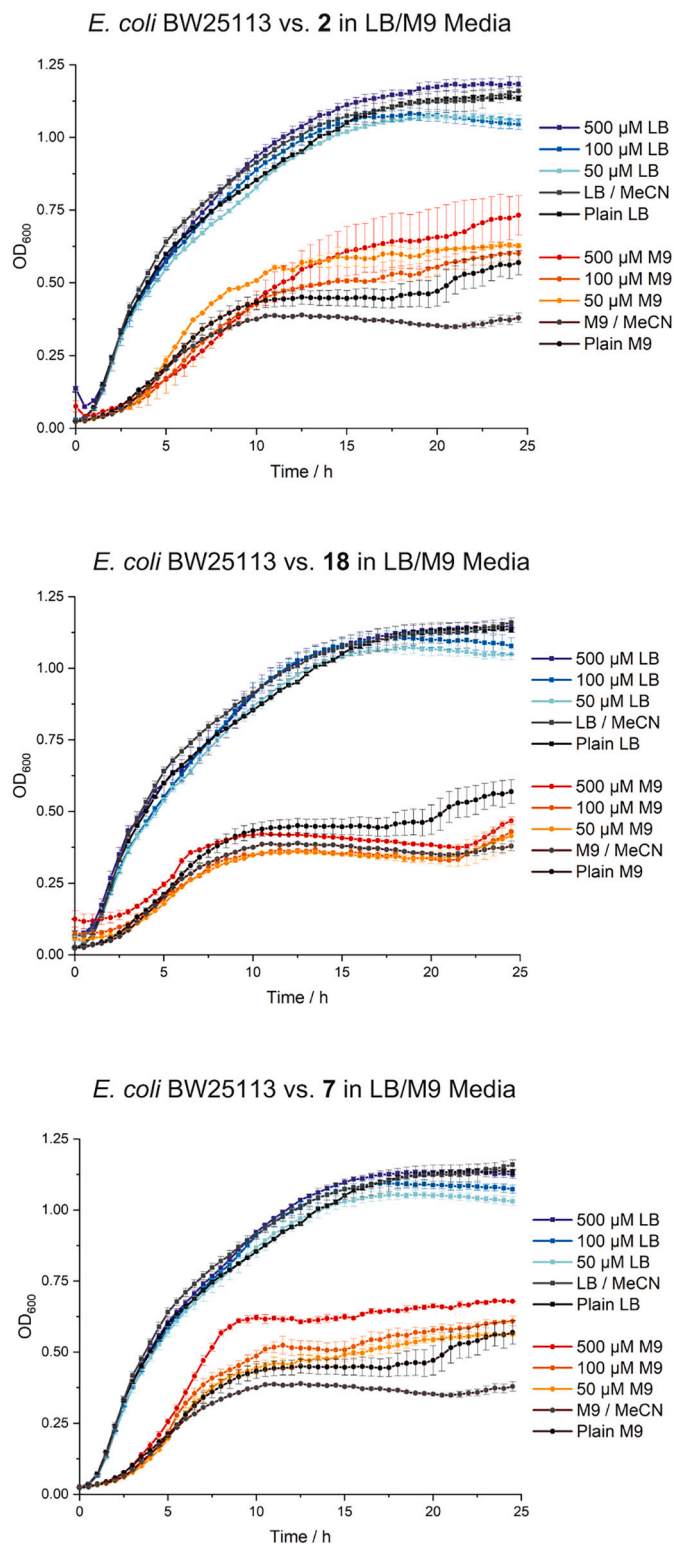 E. coli BW25113 vs. 2 in LB/M9 Media
1.25
1.00
0.75
0.50
0.25
0.00
OD600
0
5
10
15
20
25
Time / h
500 µM LB
100 µM LB
50 µM LB
LB / MeCN
Plain LB
500 µM M9
100 µM M9
50 µM M9
M9 / MeCN
Plain M9
E. coli BW25113 vs. 18 in LB/M9 Media
1.25
1.00
0.75
0.50
0.25
0.00
OD600
0
5
10
15
20
25
Time / h
500 µM LB
100 µM LB
50 µM LB
LB / MeCN
Plain LB
500 µM M9
100 µM M9
50 µM M9
M9 / MeCN
Plain M9
E. coli BW25113 vs. 7 in LB/M9 Media
1.25
1.00
0.75
0.50
0.25
0.00
OD600
0
5
10
15
20
25
Time / h
500 µM LB
100 µM LB
50 µM LB
LB / MeCN
Plain LB
500 µM M9
100 µM M9
50 µM M9
M9 / MeCN
Plain M9